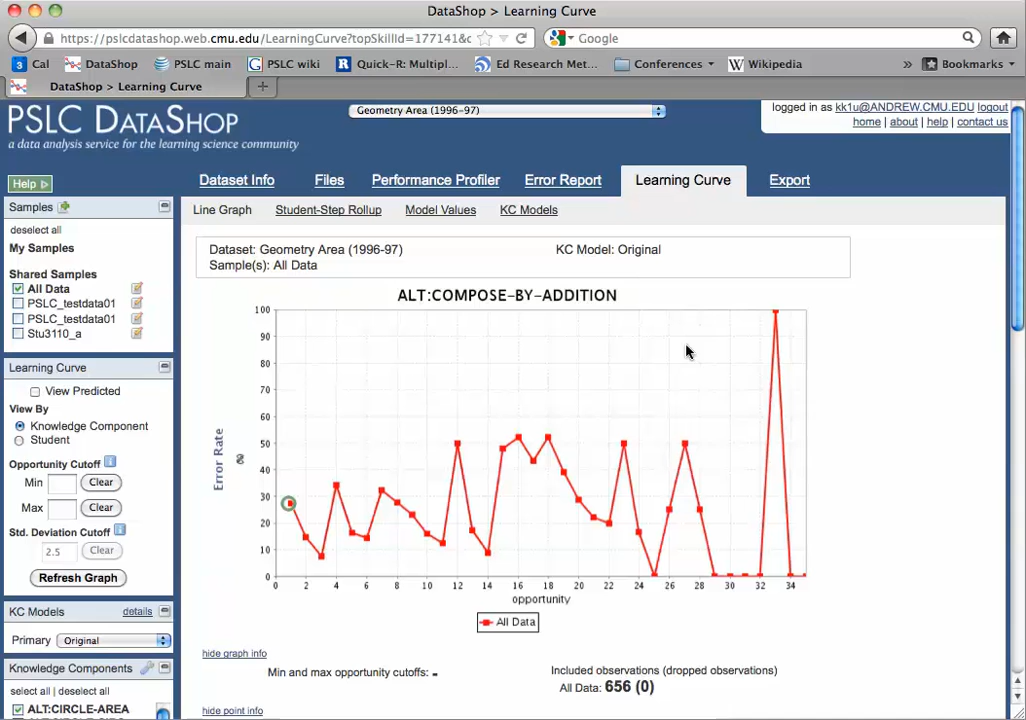 DataShop > Learning Curve
https://pslcdatashop.web.cmu.edu/LearningCurve?topSkillId=177141&c
Google
3 Cal DataShop PSLC main G PSLC wiki R Quick-R: Multipl... Ed Research Met... Conferences W Wikipedia » Bookmarks
DataShop > Learning Curve +
PSLC DATASHOP
a data analysis service for the learning science community
Geometry Area (1996-97)
logged in as kk1u@ANDREW.CMU.EDU logout
home | about | help | contact us
Help
Dataset Info Files Performance Profiler Error Report Learning Curve Export
Line Graph Student-Step Rollup Model Values KC Models
Samples
deselect all
My Samples
Shared Samples
All Data
PSLC_testdata01
PSLC_testdata01
Stu3110_a
Learning Curve
View Predicted
View By
Knowledge Component
Student
Opportunity Cutoff
Min Clear
Max Clear
Std. Deviation Cutoff
2.5 Clear
Refresh Graph
KC Models details
Primary Original
Knowledge Components
select all | deselect all
ALT:CIRCLE-AREA
Dataset: Geometry Area (1996-97) KC Model: Original
Sample(s): All Data
ALT:COMPOSE-BY-ADDITION
100
90
80
70
60
50
40
30
20
10
0
Error Rate
%
0 2 4 6 8 10 12 14 16 18 20 22 24 26 28 30 32 34
opportunity
All Data
hide graph info
Min and max opportunity cutoffs: -
Included observations (dropped observations)
All Data: 656 (0)
hide point info